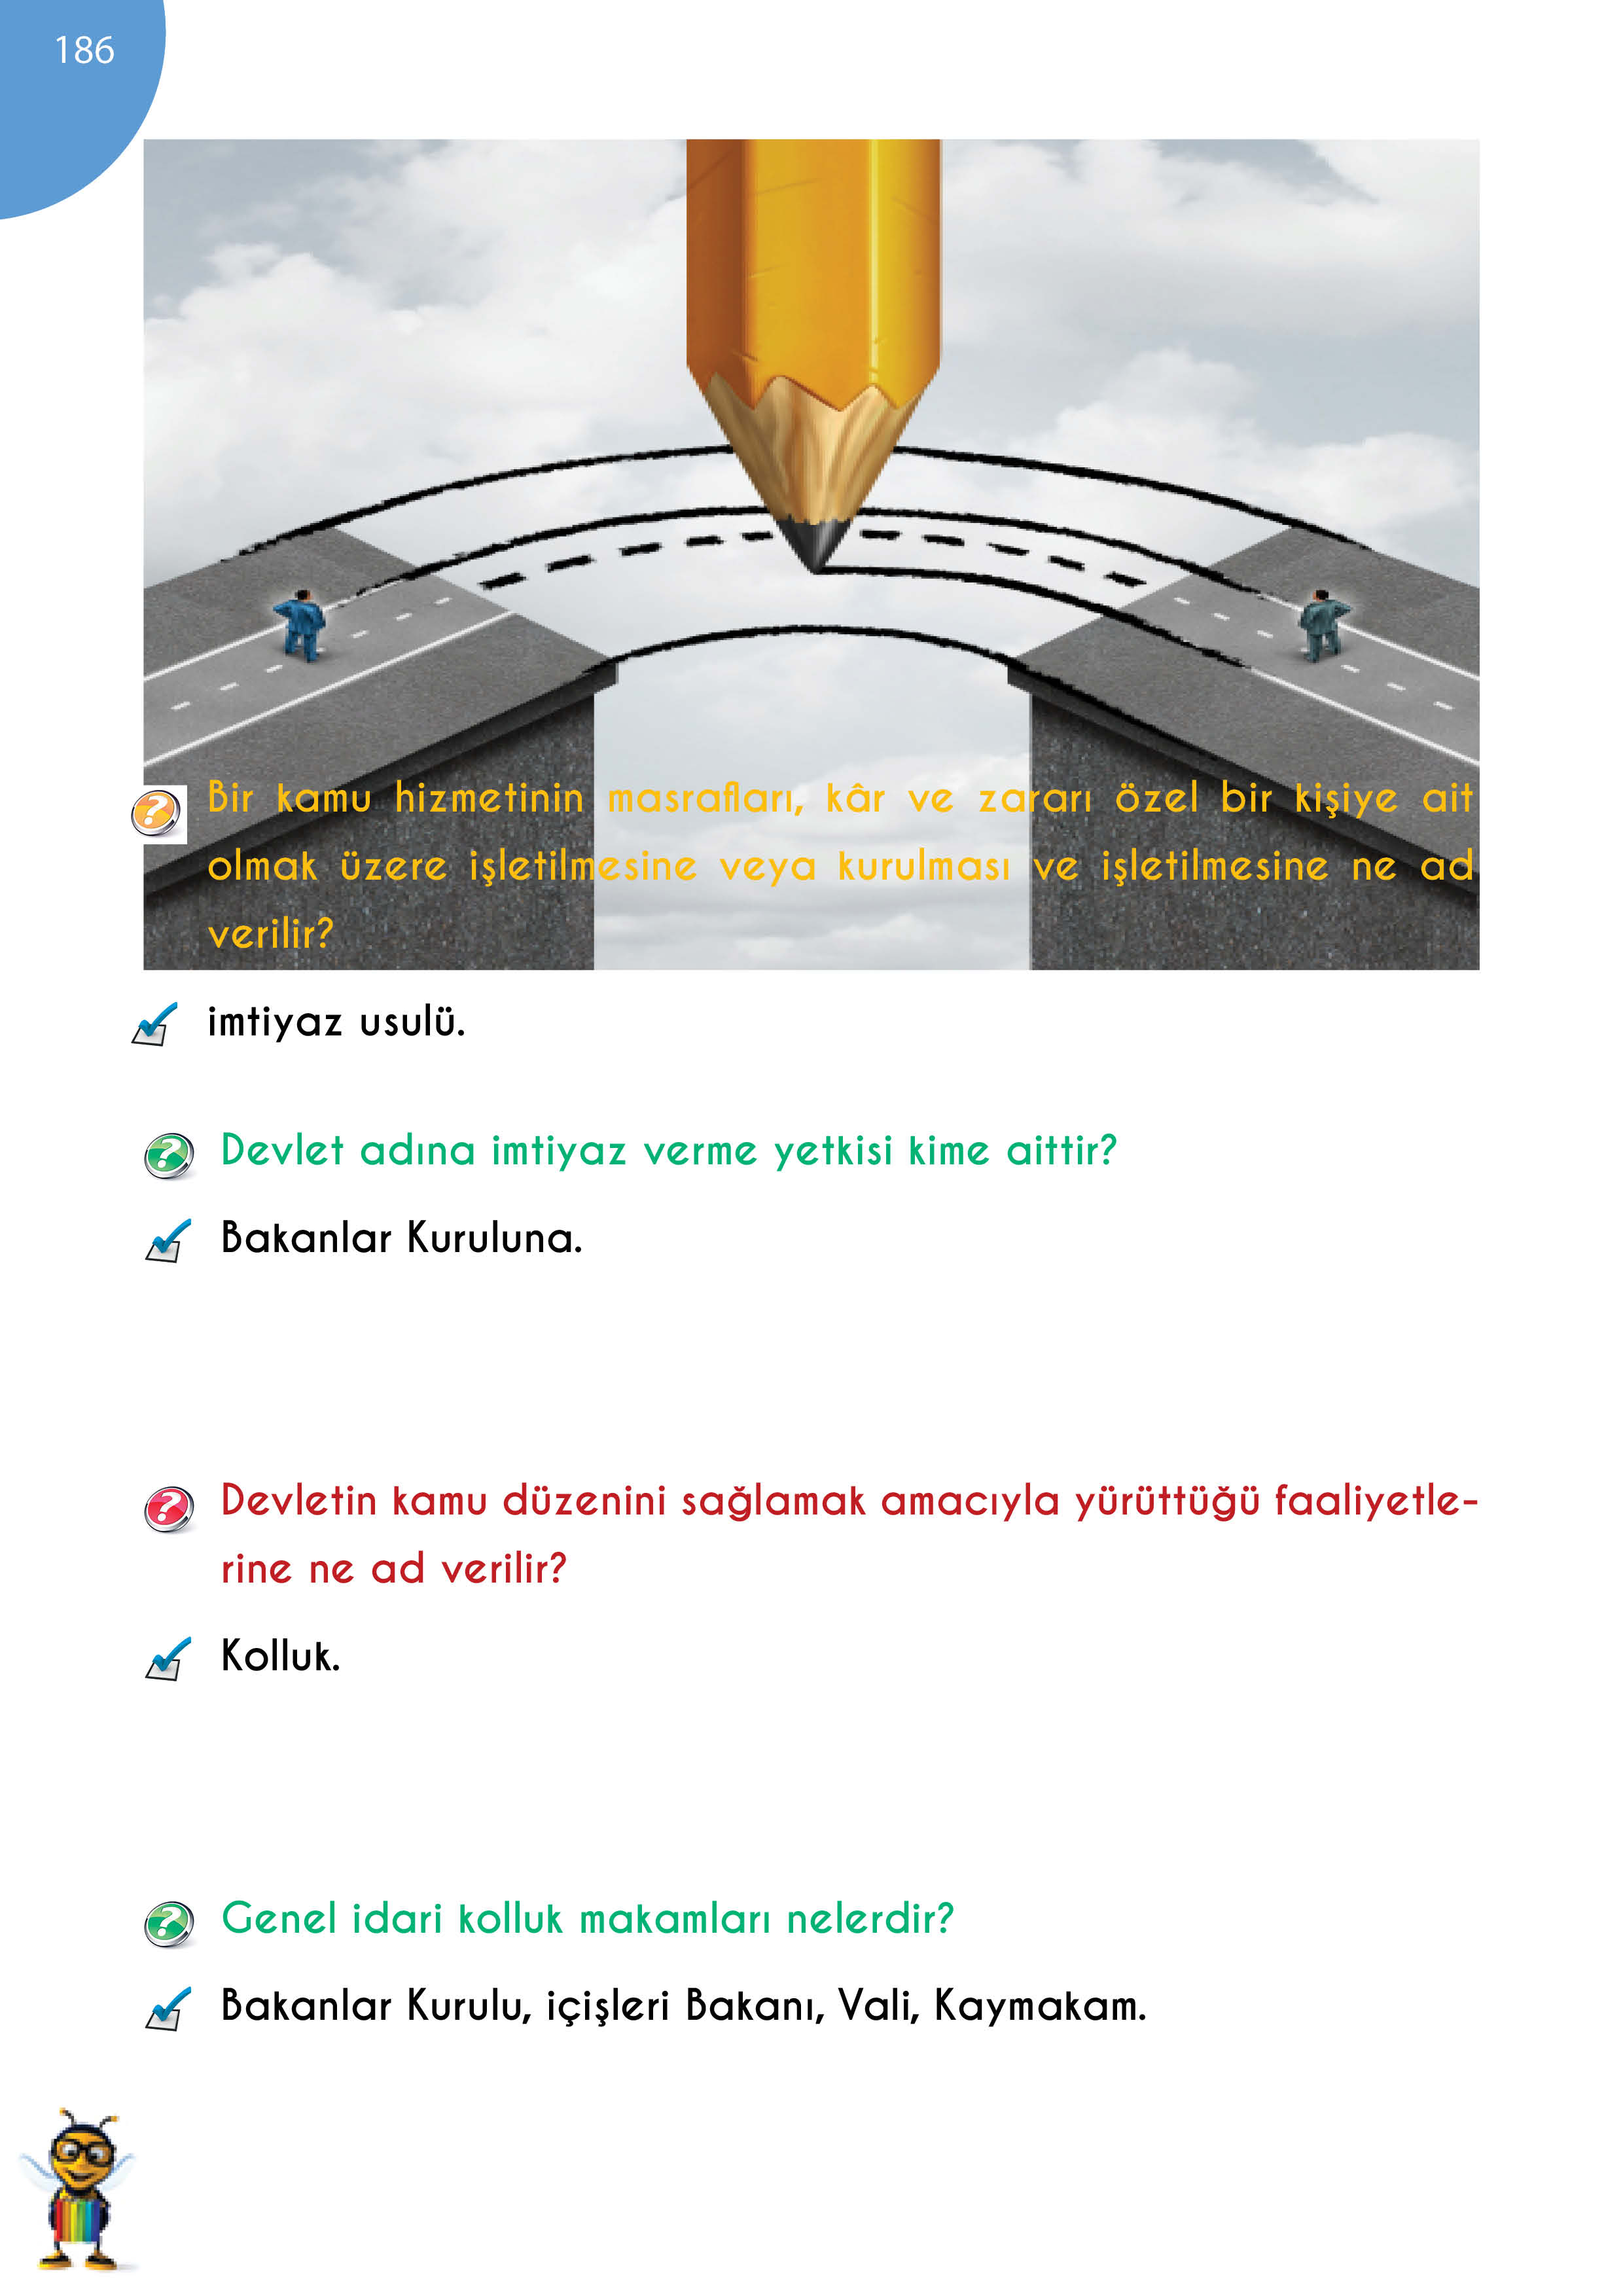 186
Bir kamu hizmetinin masrafları, kâr ve zararı özel bir kişiye ait
olmak üzere işletilmesine veya kurulması ve işletilmesine ne ad
verilir?
imtiyaz usulü.
Devlet adına imtiyaz verme yetkisi kime aittir?
Bakanlar Kuruluna.
Devletin kamu düzenini sağlamak amacıyla yürüttüğü faaliyetle-
rine ne ad verilir?
Kolluk.
Genel idari kolluk makamları nelerdir?
Bakanlar Kurulu, içişleri Bakanı, Vali, Kaymakam.